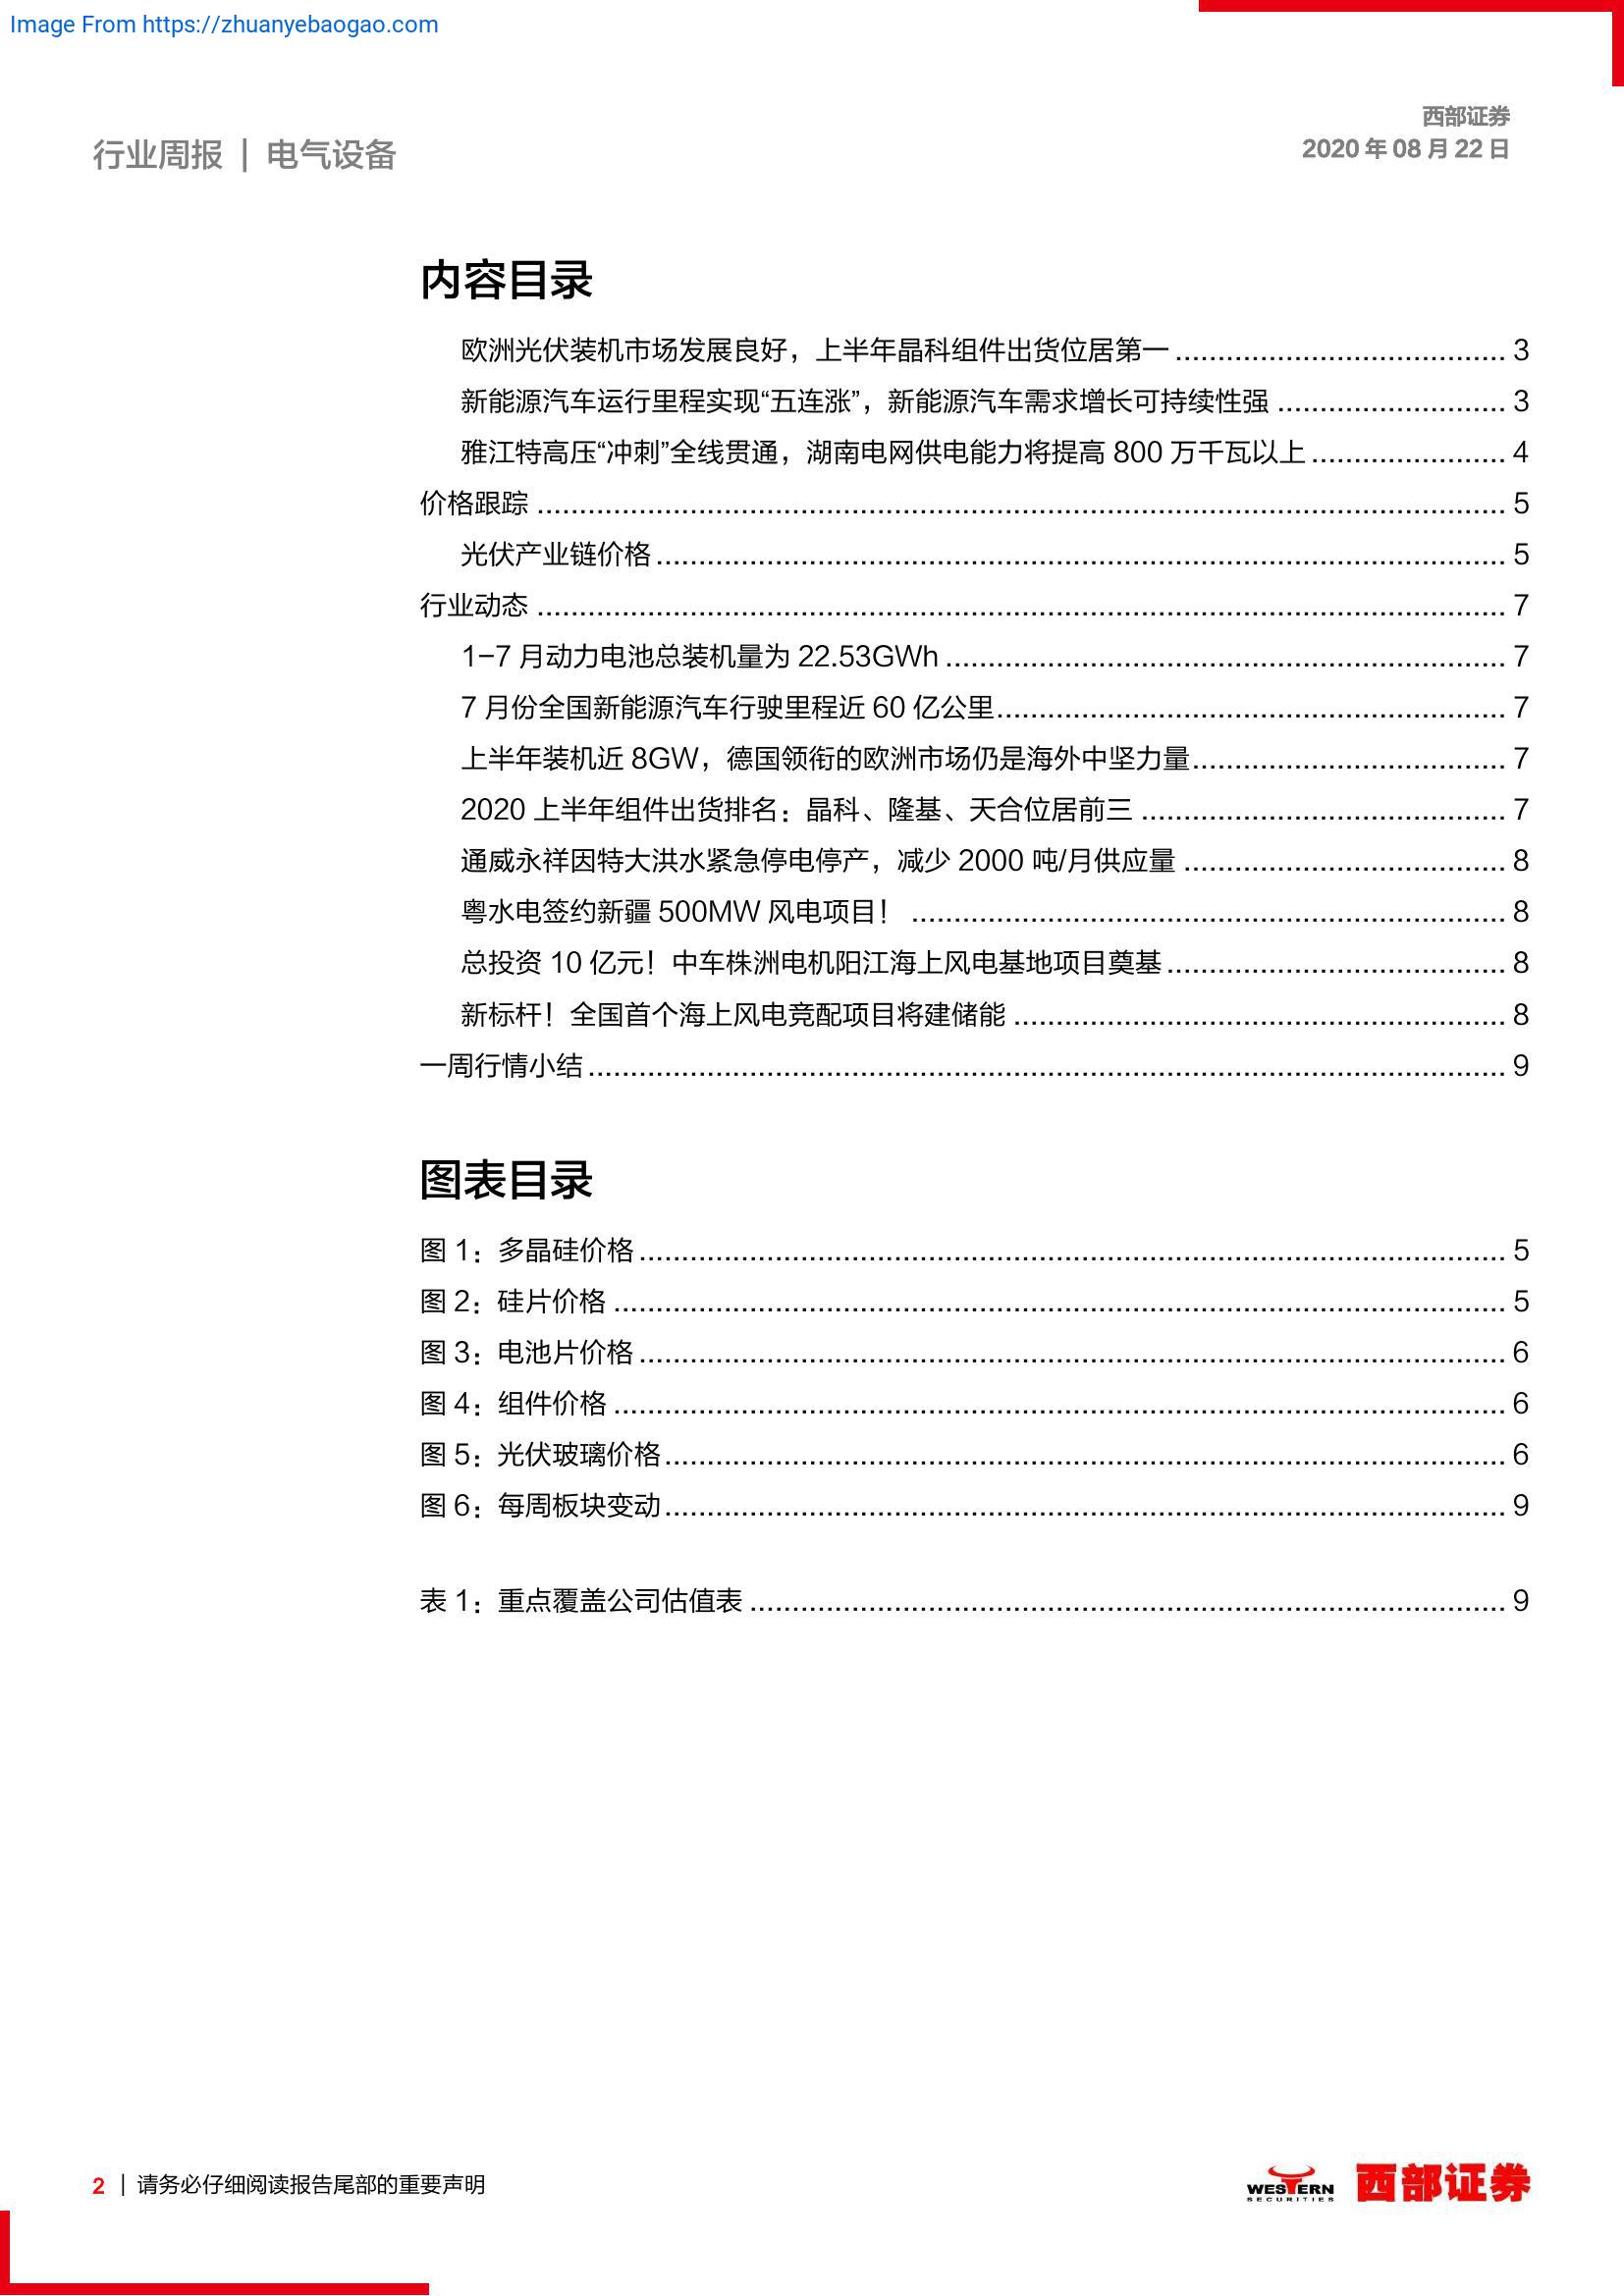 Image From https://zhuanyebaogao.com
西部证券
行业周报 | 电气设备
2020 年 08 月 22 日
内容目录
欧洲光伏装机市场发展良好，上半年晶科组件出货位居第一 ....................................... 3
新能源汽车运行里程实现“五连涨”，新能源汽车需求增长可持续性强 ........................... 3
雅江特高压“冲刺”全线贯通，湖南电网供电能力将提高 800 万千瓦以上 ....................... 4
价格跟踪 .................................................................................................................. 5
光伏产业链价格 .................................................................................................... 5
行业动态 .................................................................................................................. 7
1-7 月动力电池总装机量为 22.53GWh .................................................................. 7
7 月份全国新能源汽车行驶里程近 60 亿公里............................................................ 7
上半年装机近 8GW，德国领衔的欧洲市场仍是海外中坚力量..................................... 7
2020 上半年组件出货排名：晶科、隆基、天合位居前三 ........................................... 7
通威永祥因特大洪水紧急停电停产，减少 2000 吨/月供应量 ...................................... 8
粤水电签约新疆 500MW 风电项目！ ...................................................................... 8
总投资 10 亿元！中车株洲电机阳江海上风电基地项目奠基 ........................................ 8
新标杆！全国首个海上风电竞配项目将建储能 .......................................................... 8
一周行情小结 ............................................................................................................ 9
图表目录
图 1：多晶硅价格 ...................................................................................................... 5
图 2：硅片价格 ......................................................................................................... 5
图 3：电池片价格 ...................................................................................................... 6
图 4：组件价格 ......................................................................................................... 6
图 5：光伏玻璃价格 ................................................................................................... 6
图 6：每周板块变动 ................................................................................................... 9
表 1：重点覆盖公司估值表 ......................................................................................... 9
2 | 请务必仔细阅读报告尾部的重要声明
WESTERN
SECURITIES
西部证券